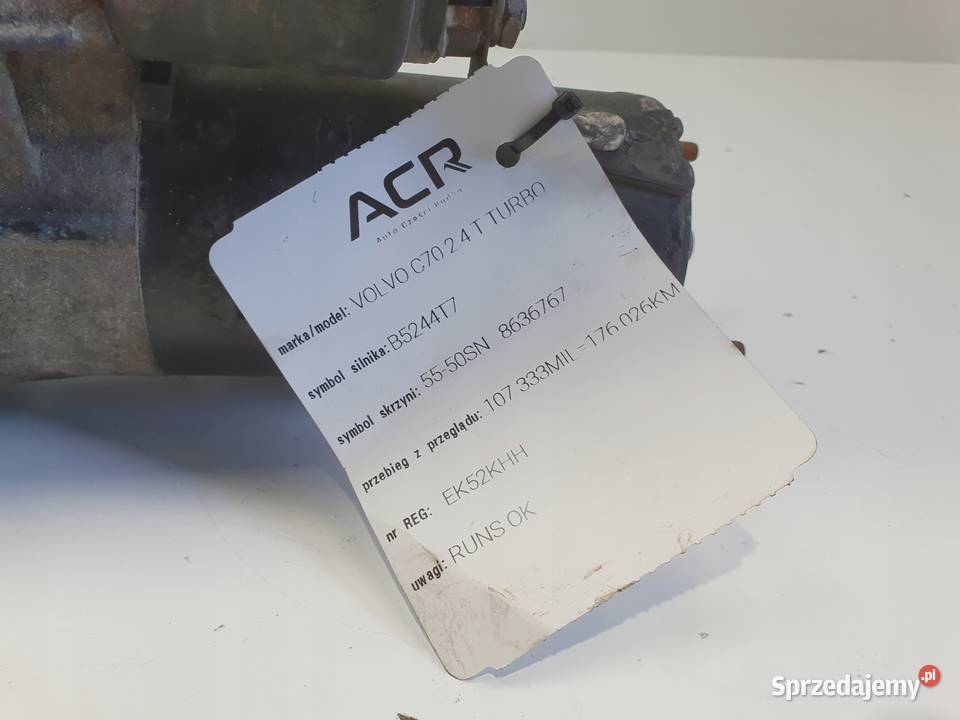 ACR
Auto Części Rudka
marka/model: VOLVO C70 2.4 T TURBO
symbol silnika: B5244T7
symbol skrzyni: 55-50SN 8636767
przebieg z przeglądu: 107 333MIL=176 026KM
nr REG: EK52KHH
uwagi: RUNS OK
Sprzedajemy.pl